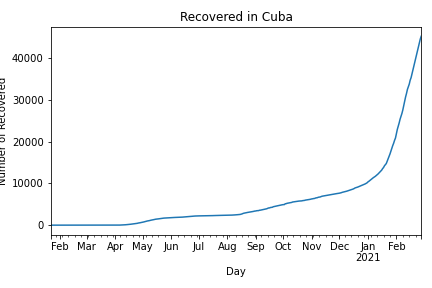 Recovered in Cuba
Number of Recovered
40000
30000
20000
10000
0
Feb Mar Apr May Jun Jul Aug Sep Oct Nov Dec Jan Feb
2021
Day